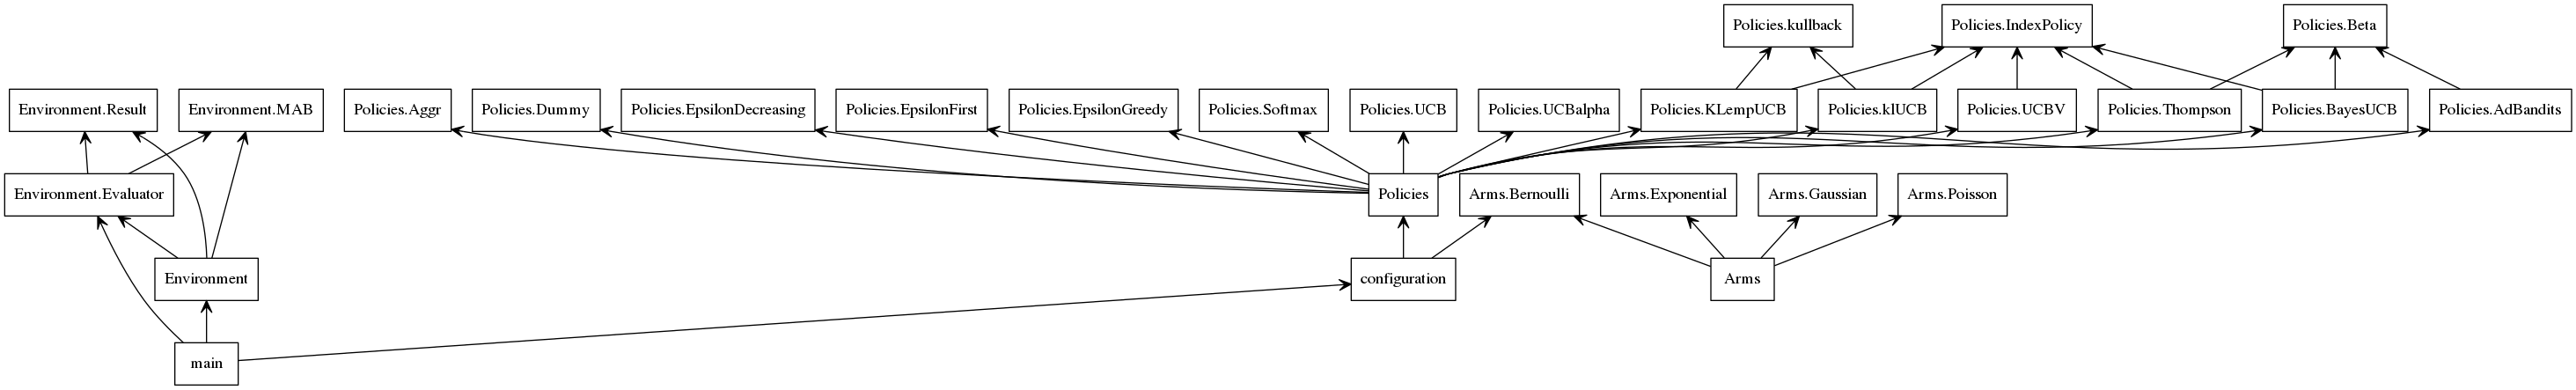 Policies.kullback
Policies.IndexPolicy
Policies.Beta
Environment.Result
Environment.MAB
Policies.Aggr
Policies.Dummy
Policies.EpsilonDecreasing
Policies.EpsilonFirst
Policies.EpsilonGreedy
Policies.Softmax
Policies.UCB
Policies.UCBalpha
Policies.KLempUCB
Policies.klUCB
Policies.UCBV
Policies.Thompson
Policies.BayesUCB
Policies.AdBandits
Environment.Evaluator
Policies
Arms.Bernoulli
Arms.Exponential
Arms.Gaussian
Arms.Poisson
Environment
configuration
Arms
main